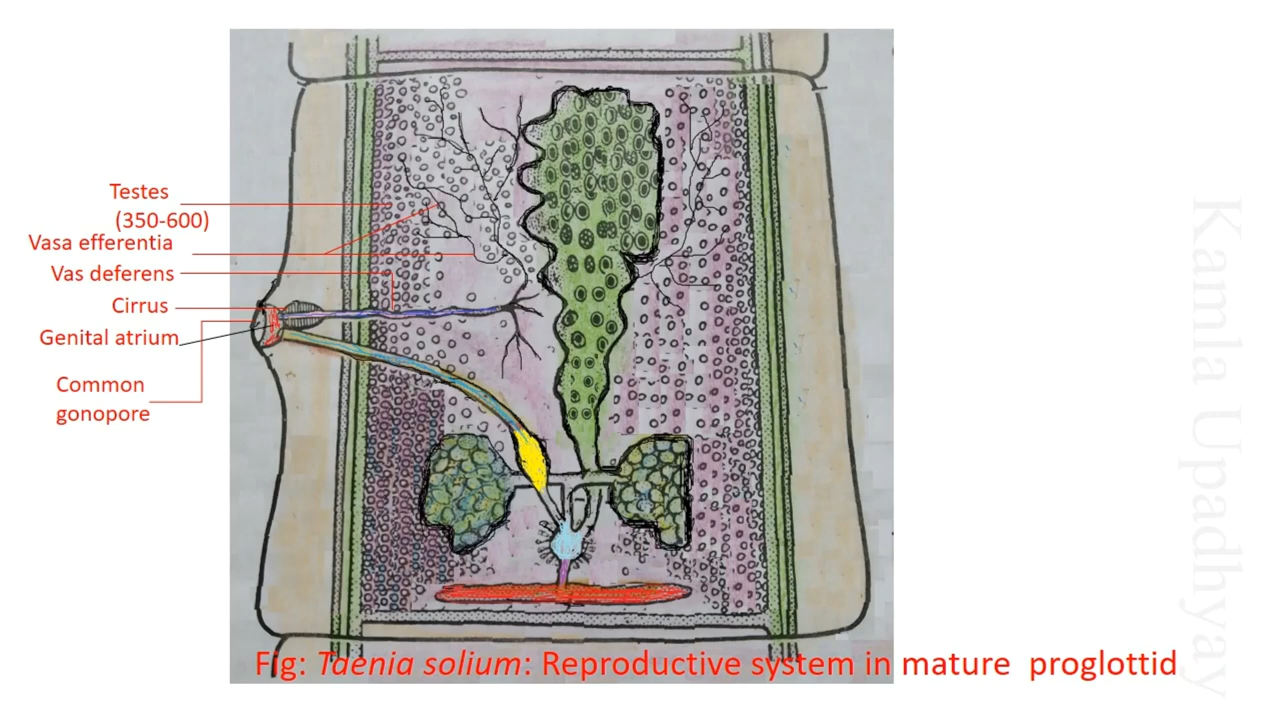 Testes
(350-600)
Vasa efferentia
Vas deferens
Cirrus
Genital atrium
Common
gonopore
Fig: Taenia solium: Reproductive system in mature proglottid
Kamla Upadhyay